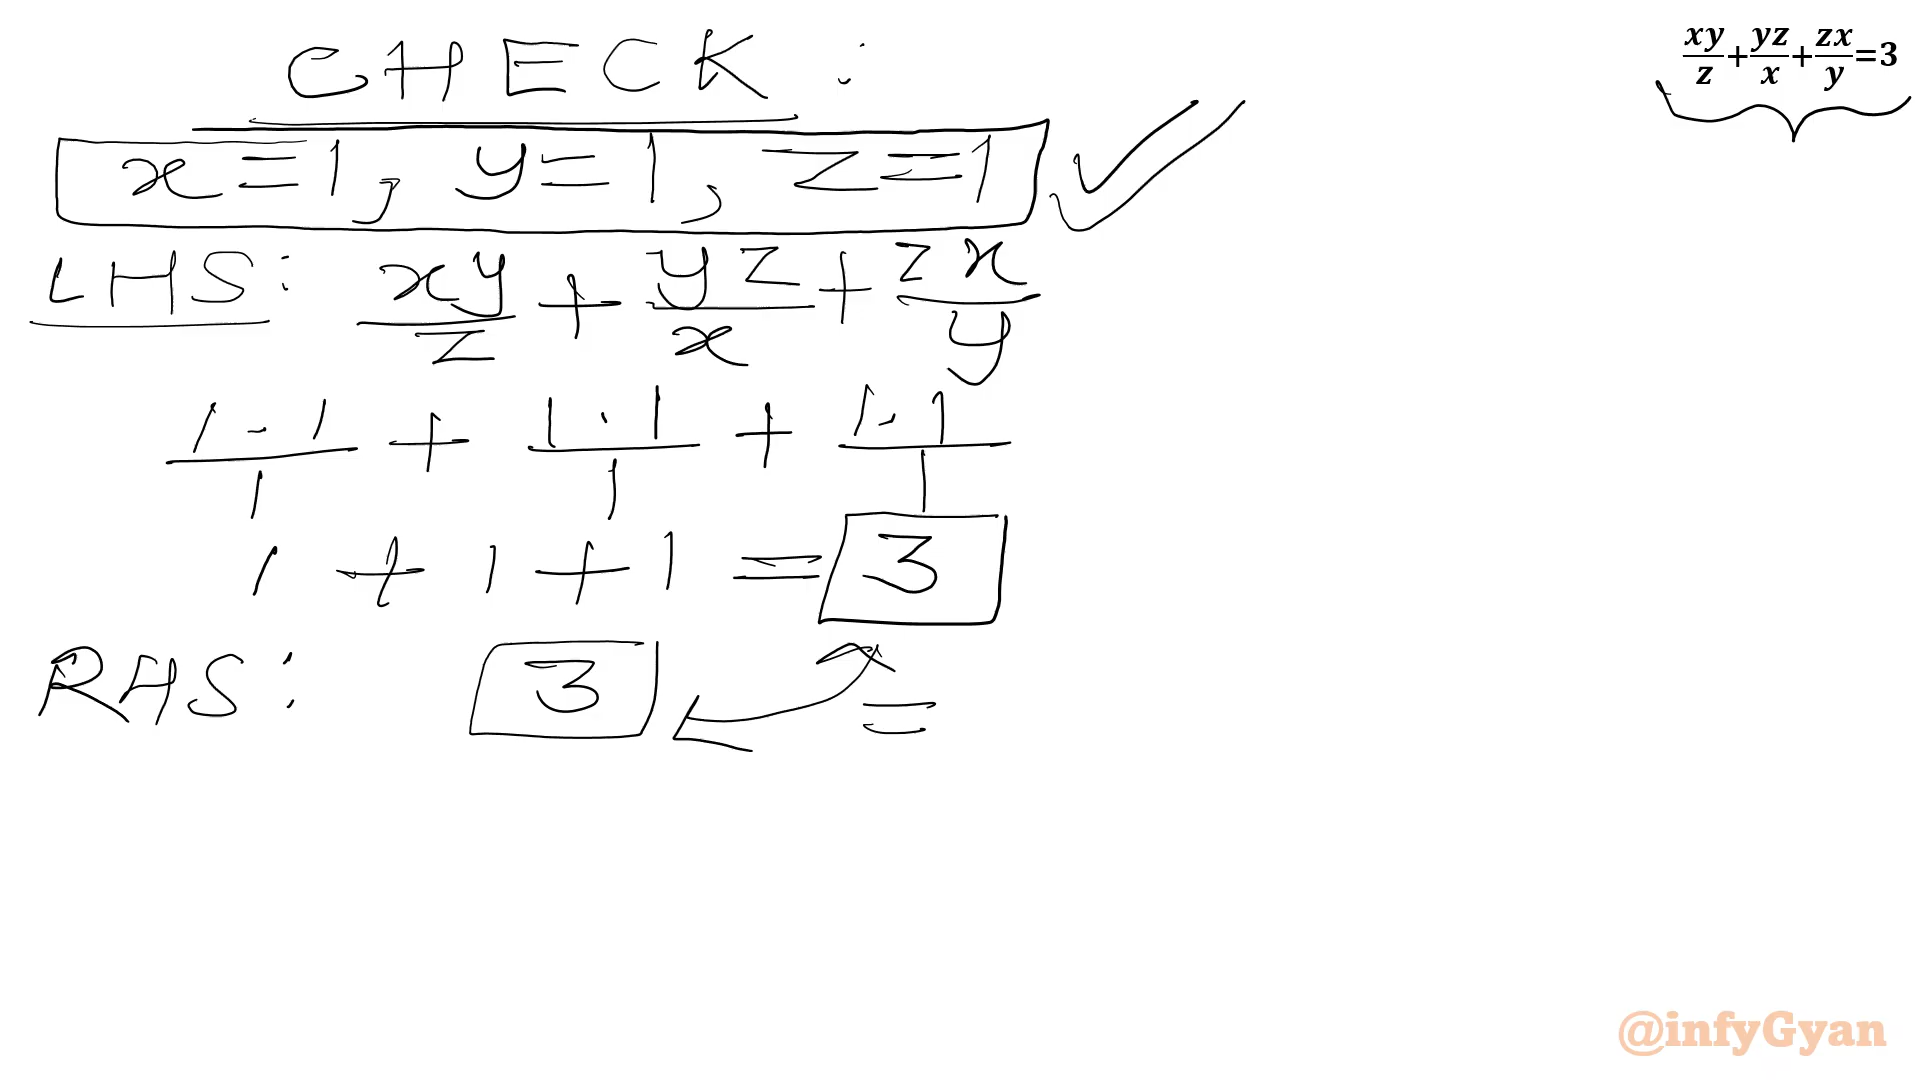 CHECK:
xy/z+yz/x+zx/y=3
x=1, y=1, z=1
LHS: xy/z + yz/x + zx/y
1·1/1 + 1·1/1 + 1·1/1
1 + 1 + 1 = 3
RHS: 3 =
@infyGyan